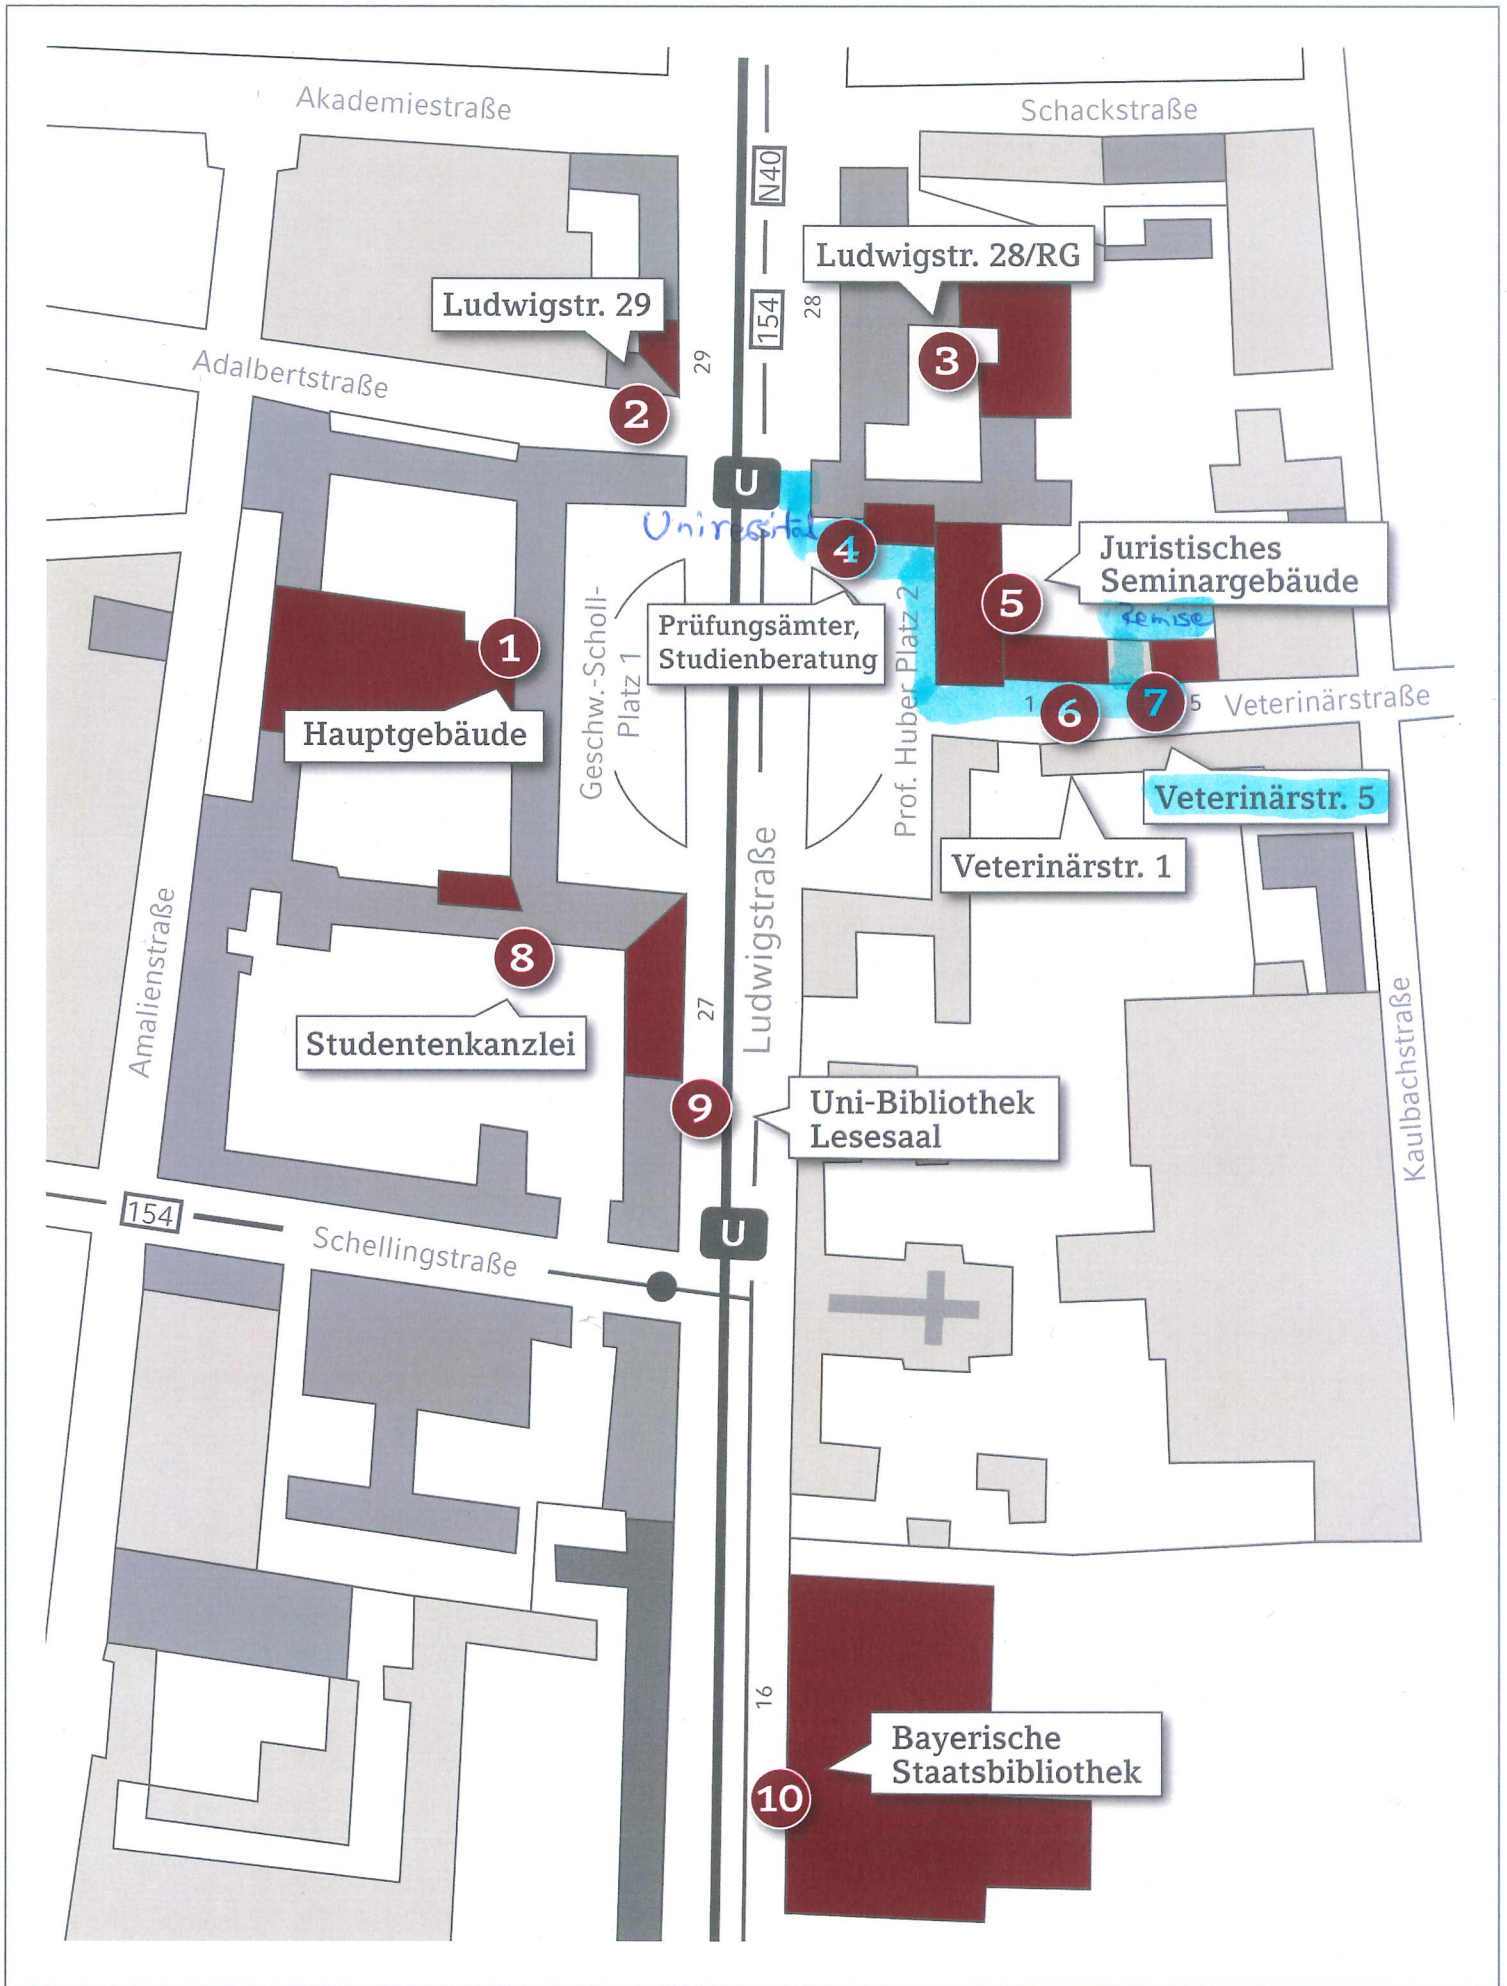 Akademiestraße
Schackstraße
N40
Ludwigstr. 28/RG
Ludwigstr. 29
154
28
29
3
Adalbertstraße
2
U
Universität
4
Juristisches
Seminargebäude
5
Remise
Geschw.-Scholl-
Platz 1
Prüfungsämter,
Studienberatung
Prof. Huber Platz 2
1
Hauptgebäude
1
6
7
5
Veterinärstraße
Veterinärstr. 5
Veterinärstr. 1
Ludwigstraße
Amalienstraße
8
Studentenkanzlei
27
9
Uni-Bibliothek
Lesesaal
Kaulbachstraße
154
Schellingstraße
U
16
Bayerische
Staatsbibliothek
10